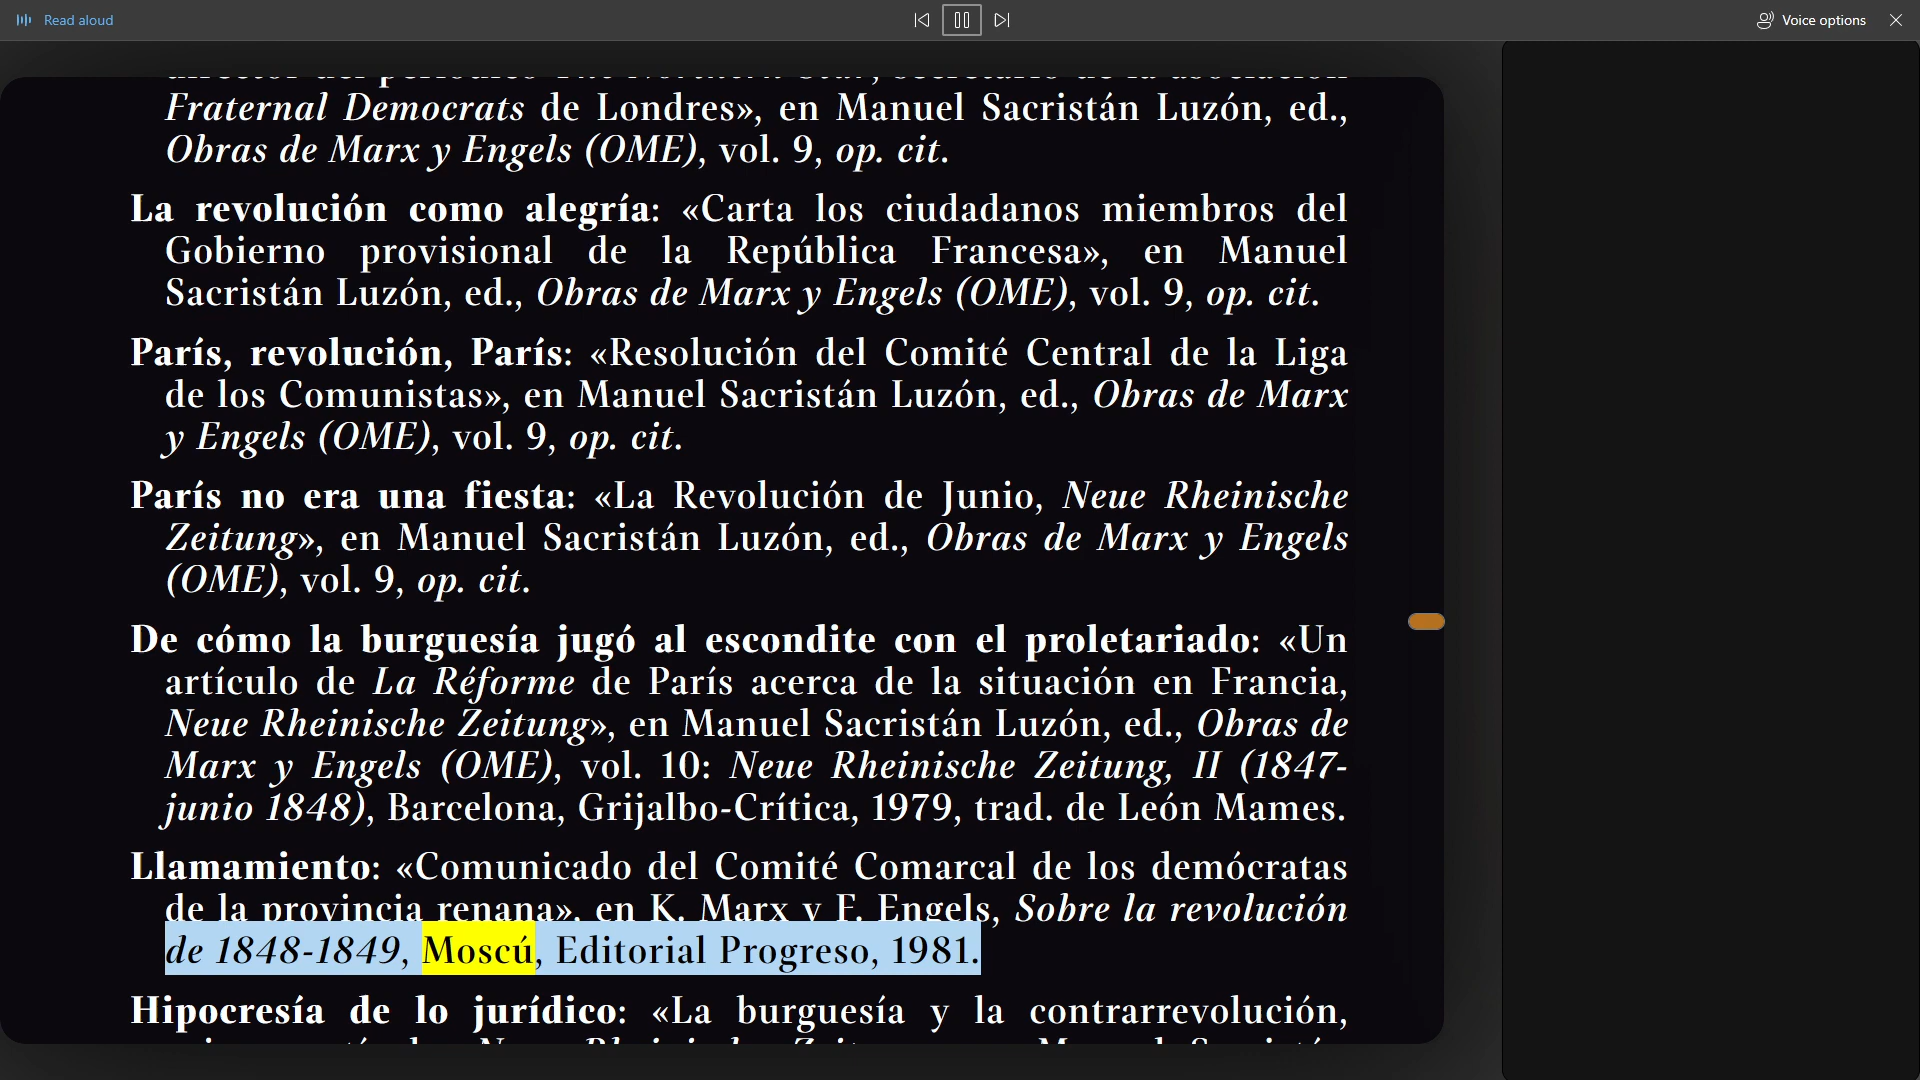 Read aloud
Voice options
director del periódico The Northern Star, secretario de la asociación
Fraternal Democrats de Londres», en Manuel Sacristán Luzón, ed.,
Obras de Marx y Engels (OME), vol. 9, op. cit.
La revolución como alegría: «Carta los ciudadanos miembros del
Gobierno provisional de la República Francesa», en Manuel
Sacristán Luzón, ed., Obras de Marx y Engels (OME), vol. 9, op. cit.
París, revolución, París: «Resolución del Comité Central de la Liga
de los Comunistas», en Manuel Sacristán Luzón, ed., Obras de Marx
y Engels (OME), vol. 9, op. cit.
París no era una fiesta: «La Revolución de Junio, Neue Rheinische
Zeitung», en Manuel Sacristán Luzón, ed., Obras de Marx y Engels
(OME), vol. 9, op. cit.
De cómo la burguesía jugó al escondite con el proletariado: «Un
artículo de La Réforme de París acerca de la situación en Francia,
Neue Rheinische Zeitung», en Manuel Sacristán Luzón, ed., Obras de
Marx y Engels (OME), vol. 10: Neue Rheinische Zeitung, II (1847-
junio 1848), Barcelona, Grijalbo-Crítica, 1979, trad. de León Mames.
Llamamiento: «Comunicado del Comité Comarcal de los demócratas
de la provincia renana», en K. Marx y F. Engels, Sobre la revolución
de 1848-1849, Moscú, Editorial Progreso, 1981.
Hipocresía de lo jurídico: «La burguesía y la contrarrevolución,